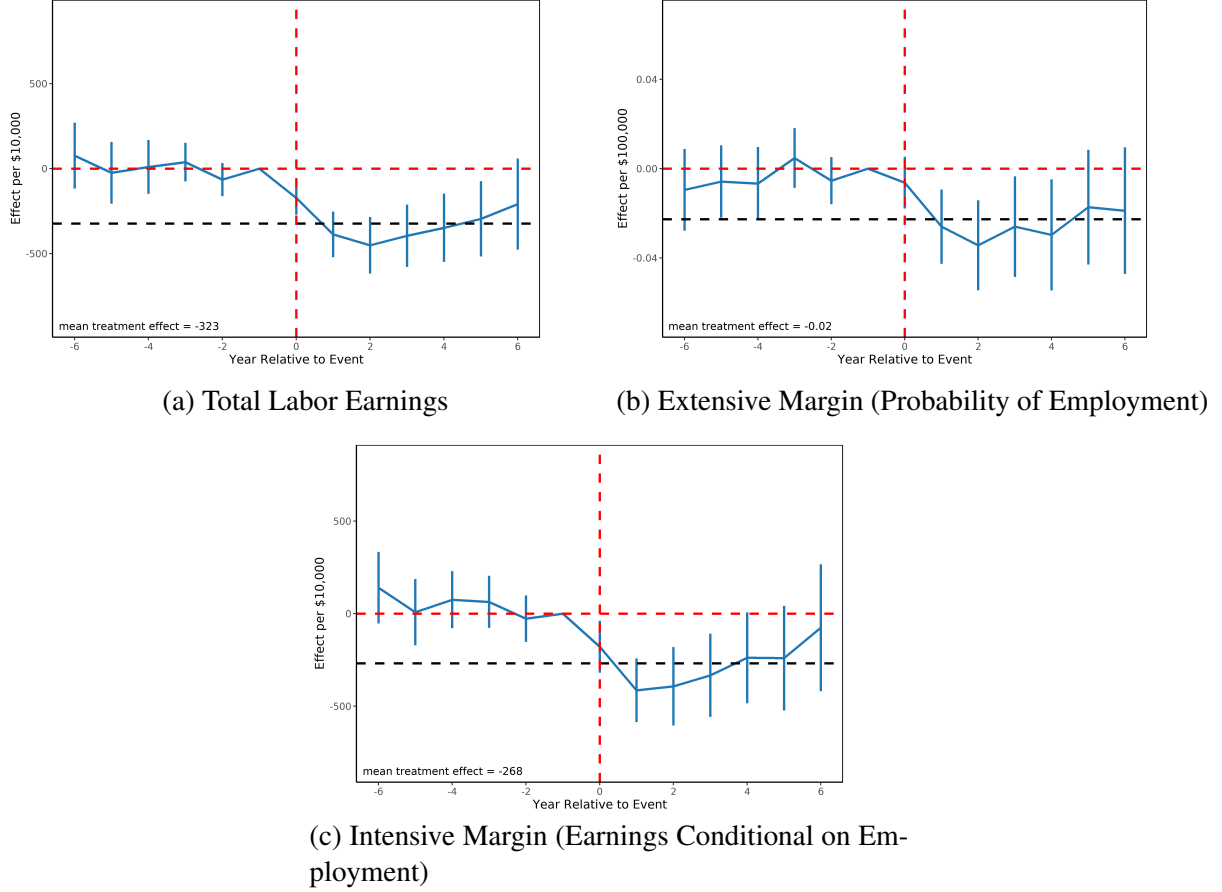 Effect per $10,000
500
0
-500
mean treatment effect = -323
-6 -4 -2 0 2 4 6
Year Relative to Event
(a) Total Labor Earnings
Effect per $100,000
0.04
0.00
-0.04
mean treatment effect = -0.02
-6 -4 -2 0 2 4 6
Year Relative to Event
(b) Extensive Margin (Probability of Employment)
Effect per $10,000
500
0
-500
mean treatment effect = -268
-6 -4 -2 0 2 4 6
Year Relative to Event
(c) Intensive Margin (Earnings Conditional on Em-
ployment)